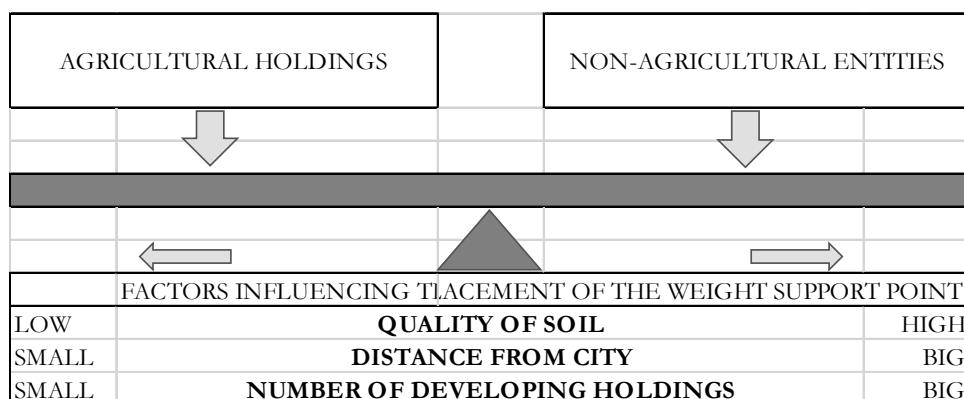 AGRICULTURAL HOLDINGS NON-AGRICULTURAL ENTITIES
FACTORS INFLUENCING TLACEMENT OF THE WEIGHT SUPPORT POINT
LOW QUALITY OF SOIL HIGH
SMALL DISTANCE FROM CITY BIG
SMALL NUMBER OF DEVELOPING HOLDINGS BIG